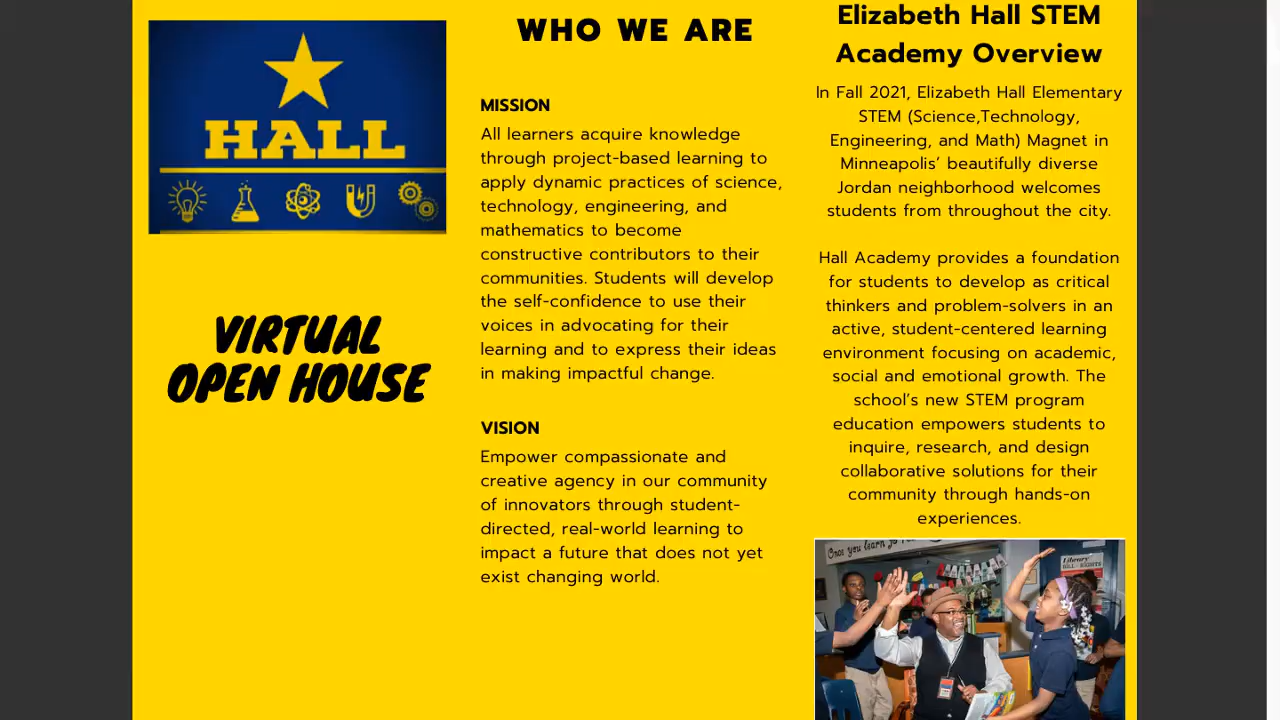 HALL
VIRTUAL
OPEN HOUSE
WHO WE ARE
MISSION
All learners acquire knowledge
through project-based learning to
apply dynamic practices of science,
technology, engineering, and
mathematics to become
constructive contributors to their
communities. Students will develop
the self-confidence to use their
voices in advocating for their
learning and to express their ideas
in making impactful change.
VISION
Empower compassionate and
creative agency in our community
of innovators through student-
directed, real-world learning to
impact a future that does not yet
exist changing world.
Elizabeth Hall STEM
Academy Overview
In Fall 2021, Elizabeth Hall Elementary
STEM (Science,Technology,
Engineering, and Math) Magnet in
Minneapolis’ beautifully diverse
Jordan neighborhood welcomes
students from throughout the city.
Hall Academy provides a foundation
for students to develop as critical
thinkers and problem-solvers in an
active, student-centered learning
environment focusing on academic,
social and emotional growth. The
school’s new STEM program
education empowers students to
inquire, research, and design
collaborative solutions for their
community through hands-on
experiences.
Once you learn to
Library
BILL of RIGHTS